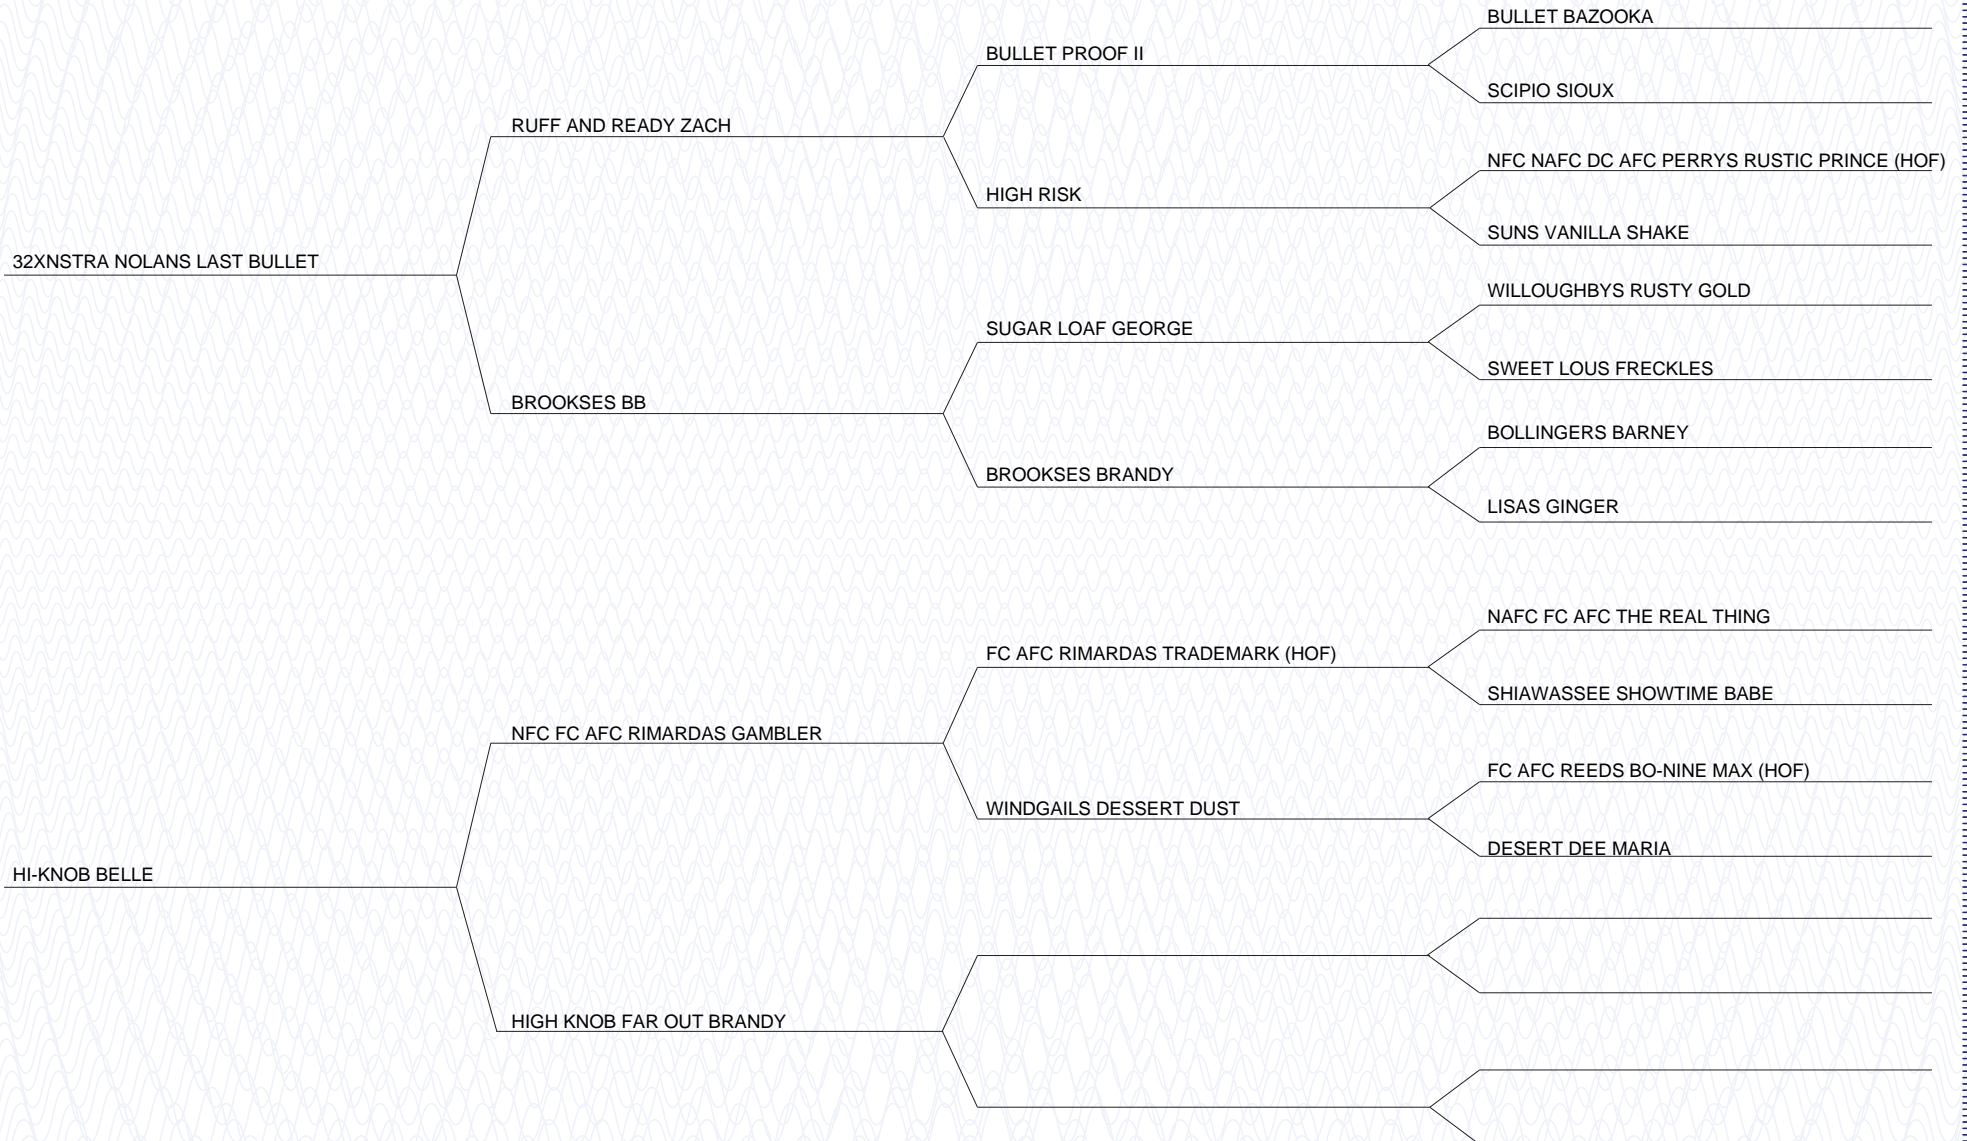 BULLET BAZOOKA
BULLET PROOF II
SCIPIO SIOUX
RUFF AND READY ZACH
NFC NAFC DC AFC PERRYS RUSTIC PRINCE (HOF)
HIGH RISK
SUNS VANILLA SHAKE
32XNSTRA NOLANS LAST BULLET
WILLOUGHBYS RUSTY GOLD
SUGAR LOAF GEORGE
SWEET LOUS FRECKLES
BROOKSES BB
BOLLINGERS BARNEY
BROOKSES BRANDY
LISAS GINGER
NAFC FC AFC THE REAL THING
FC AFC RIMARDAS TRADEMARK (HOF)
SHIAWASSEE SHOWTIME BABE
NFC FC AFC RIMARDAS GAMBLER
FC AFC REEDS BO-NINE MAX (HOF)
WINDGAILS DESSERT DUST
DESERT DEE MARIA
HI-KNOB BELLE
HIGH KNOB FAR OUT BRANDY